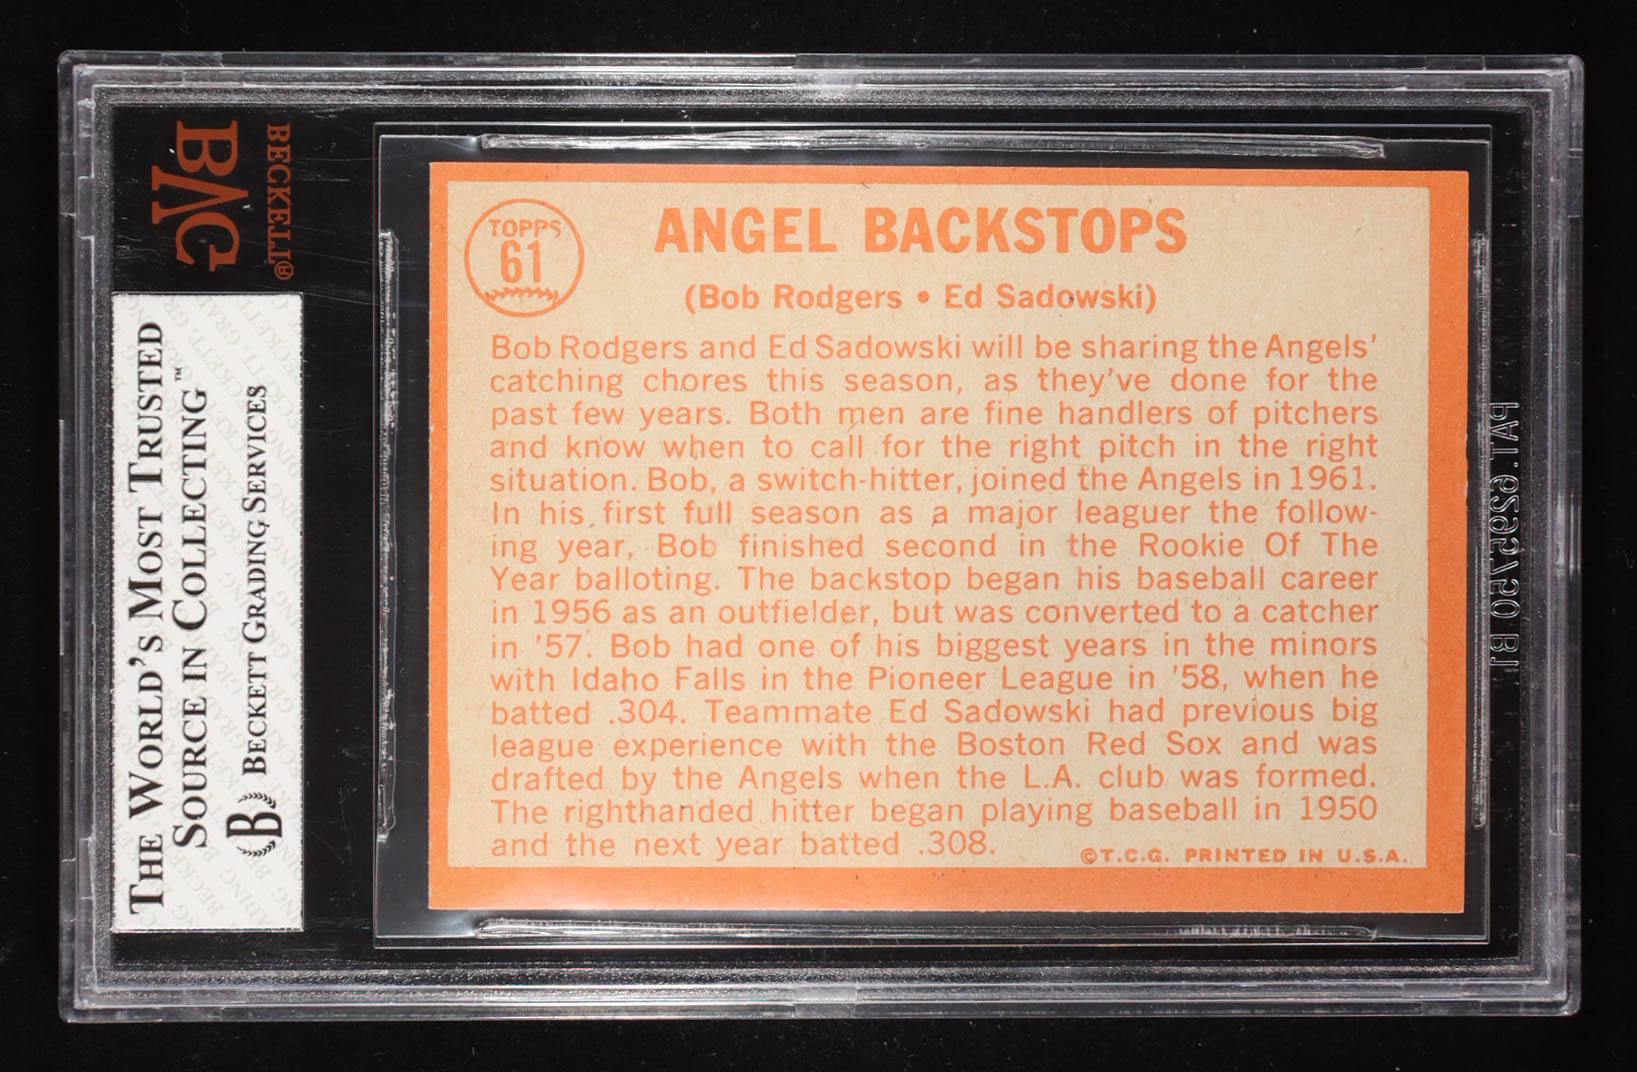 BECKETT®
BVG
THE WORLD'S MOST TRUSTED
SOURCE IN COLLECTING™
B BECKETT GRADING SERVICES
TOPPS
61
ANGEL BACKSTOPS
(Bob Rodgers • Ed Sadowski)
Bob Rodgers and Ed Sadowski will be sharing the Angels'
catching chores this season, as they've done for the
past few years. Both men are fine handlers of pitchers
and know when to call for the right pitch in the right
situation. Bob, a switch-hitter, joined the Angels in 1961.
In his first full season as a major leaguer the follow-
ing year, Bob finished second in the Rookie Of The
Year balloting. The backstop began his baseball career
in 1956 as an outfielder, but was converted to a catcher
in '57. Bob had one of his biggest years in the minors
with Idaho Falls in the Pioneer League in '58, when he
batted .304. Teammate Ed Sadowski had previous big
league experience with the Boston Red Sox and was
drafted by the Angels when the L.A. club was formed.
The righthanded hitter began playing baseball in 1950
and the next year batted .308.
©T.C.G. PRINTED IN U.S.A.